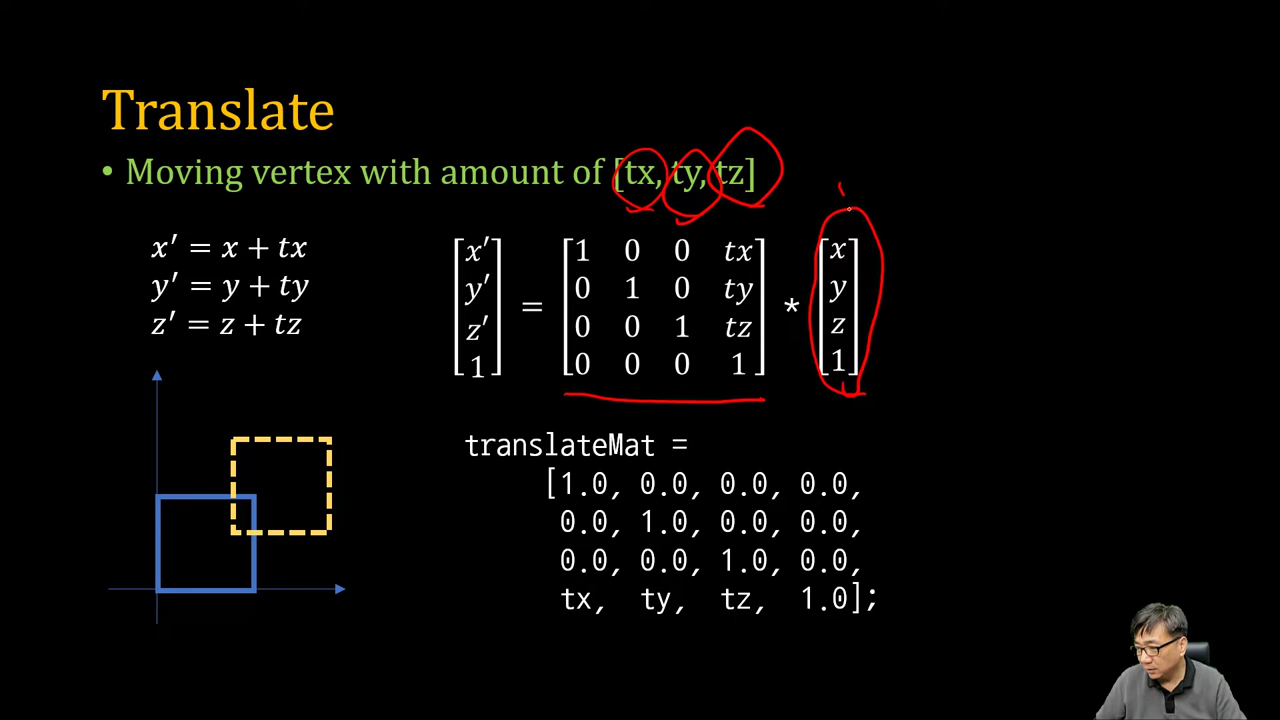 Translate
• Moving vertex with amount of [tx, ty, tz]
x′ = x + tx
y′ = y + ty
z′ = z + tz
[x′ y′ z′ 1] = [1 0 0 tx
0 1 0 ty
0 0 1 tz
0 0 0 1] * [x y z 1]
translateMat =
[1.0, 0.0, 0.0, 0.0,
0.0, 1.0, 0.0, 0.0,
0.0, 0.0, 1.0, 0.0,
tx, ty, tz, 1.0];